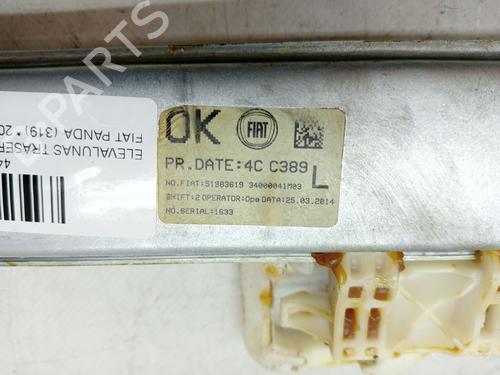 OK FIAT
PR.DATE:4C C389 L
NO.FIAT:51983619 34000041M03
SHIFT:2 OPERATOR:Ope DATA:25.03.2014
NO.SERIAL:1633
44
ELEVALUNAS TRASER
FIAT PANDA (319) * 20
B-PARTS